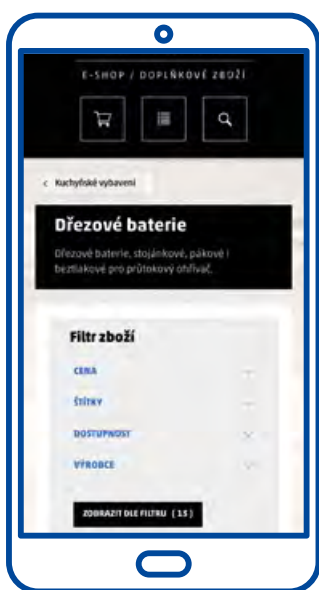 E-SHOP / DOPLŇKOVÉ ZBOŽÍ
< Kuchyňské vybavení
Dřezové baterie
Dřezové baterie, stojánkové, pákové i
beztlakové pro průtokový ohřívač.
Filtr zboží
CENA
ŠTÍTKY
DOSTUPNOST
VÝROBCE
ZOBRAZIT DLE FILTRU (13)